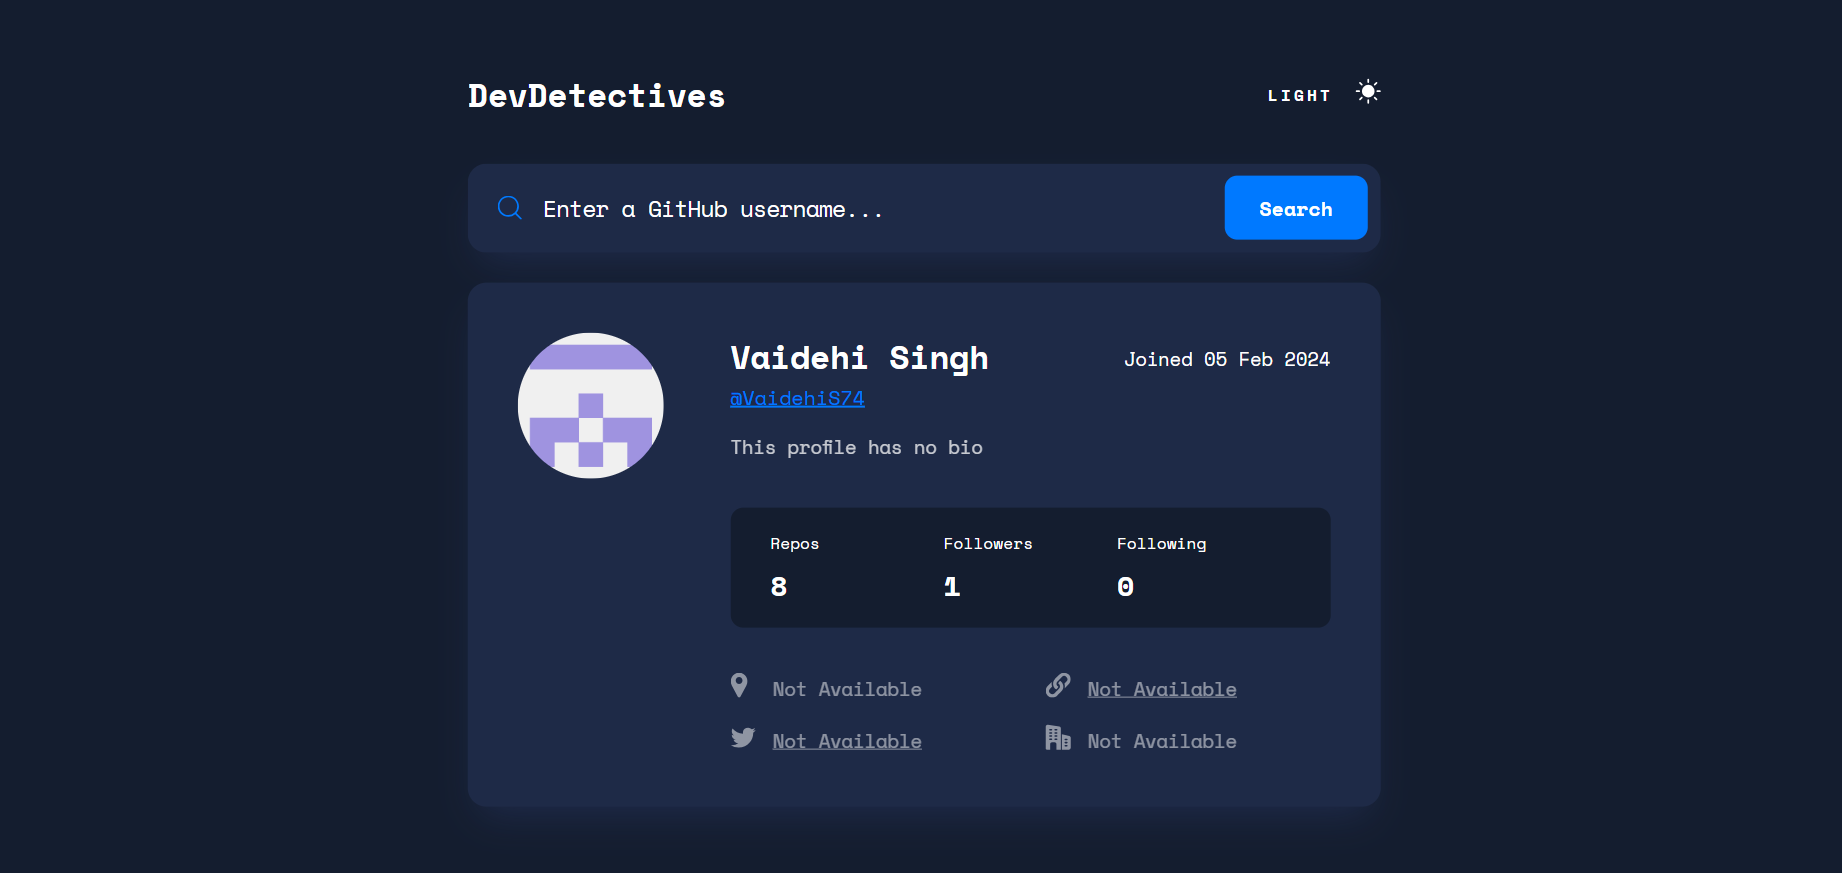 DevDetectives
LIGHT
Enter a GitHub username...
Search
Vaidehi Singh
Joined 05 Feb 2024
@VaidehiS74
This profile has no bio
Repos
Followers
Following
8
1
0
Not Available
Not Available
Not Available
Not Available